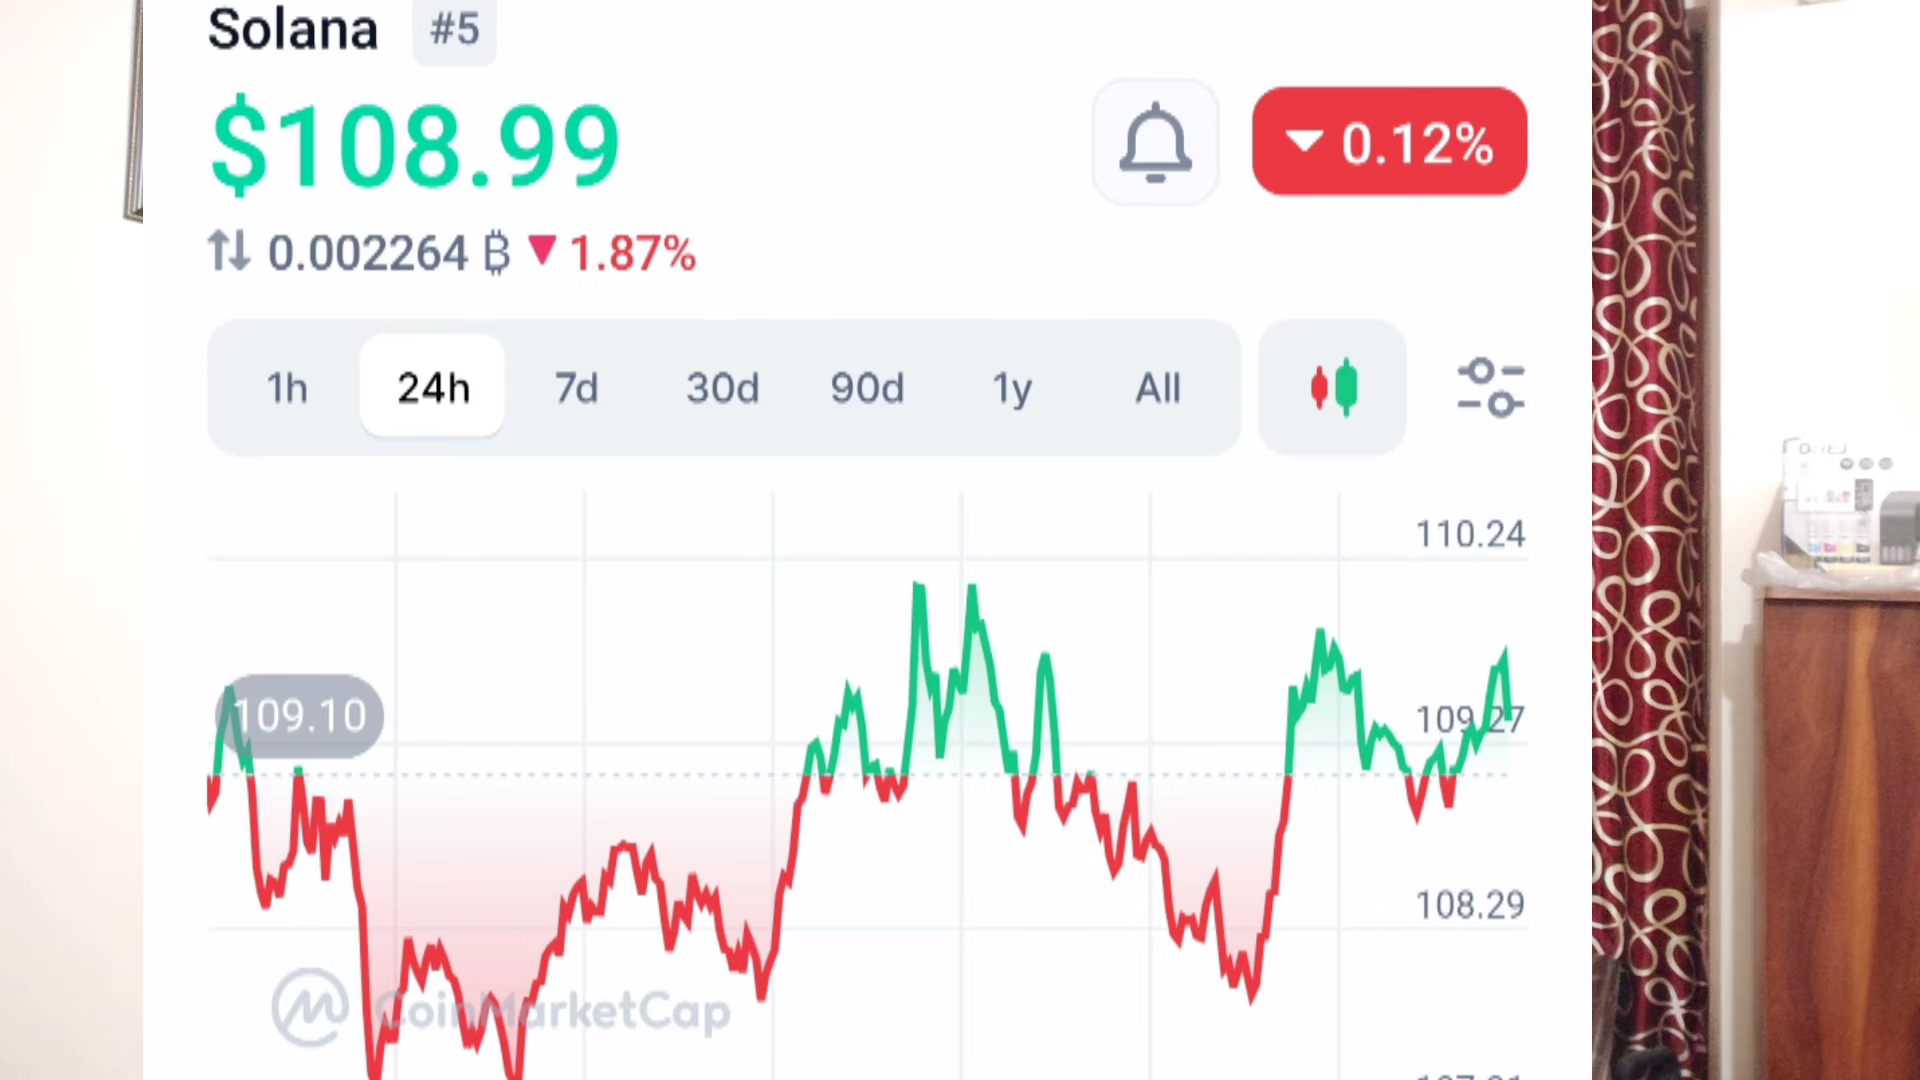 Solana #5
$108.99
0.12%
0.002264 ₿ 1.87%
1h 24h 7d 30d 90d 1y All
110.24
109.10
109.27
108.29
CoinMarketCap